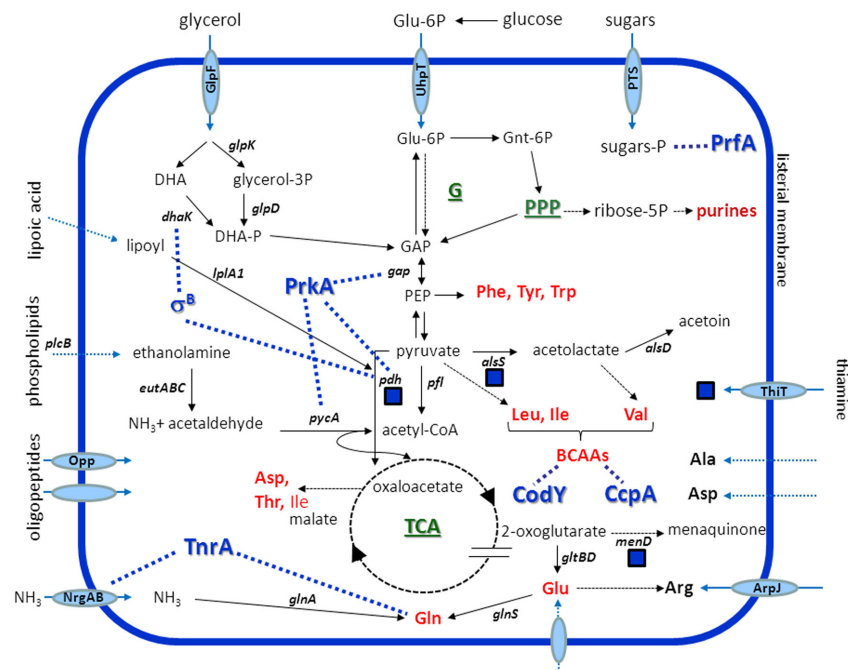 glycerol
Glu-6P
glucose
sugars
GlpF
UhpT
PTS
glpK
Glu-6P
Gnt-6P
sugars-P
PrfA
DHA
glycerol-3P
G
PPP
ribose-5P
purines
dhaK
glpD
DHA-P
lipoic acid
lipoyl
GAP
listerial membrane
lplA1
PrkA
gap
σB
PEP
Phe, Tyr, Trp
phospholipids
plcB
ethanolamine
pyruvate
acetolactate
acetoin
alsS
alsD
eutABC
pdh
pfl
ThiT
thiamine
NH3+ acetaldehyde
pycA
acetyl-CoA
Leu, Ile
Val
BCAAs
oligopeptides
Opp
Ala
Asp,
Thr, Ile
oxaloacetate
CodY
CcpA
Asp
malate
TCA
2-oxoglutarate
menD
menaquinone
TnrA
gltBD
NH3
NrgAB
NH3
glnA
Gln
glnS
Glu
Arg
ArpJ